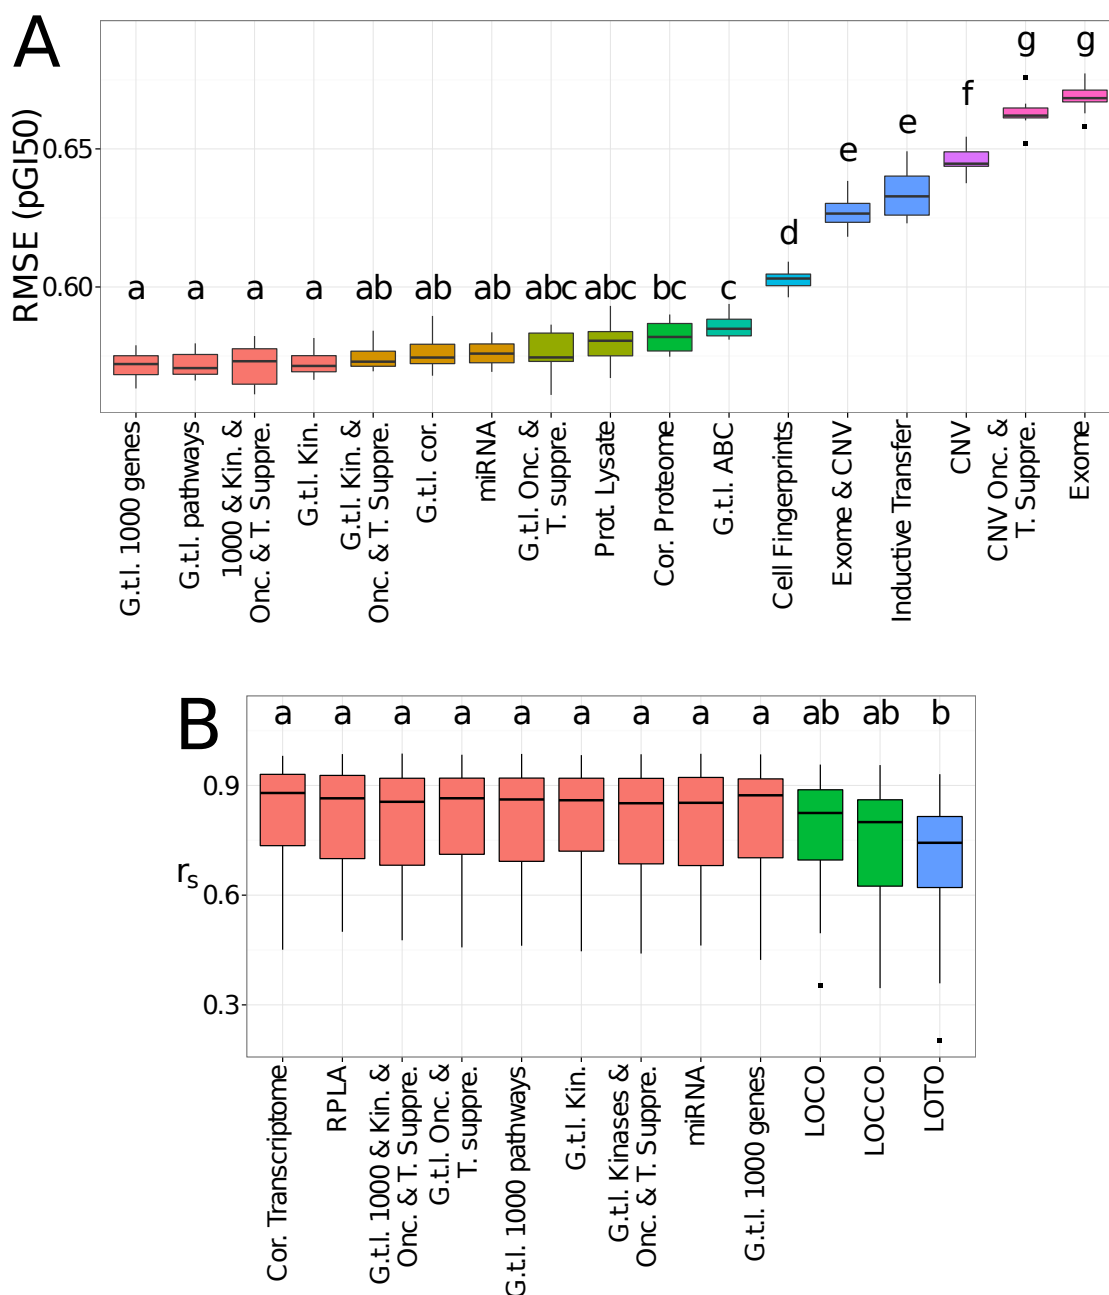 A
RMSE (pGI50)
0.65
0.60
a a a a ab ab ab abc abc bc c d e e f g g
G.t.l. 1000 genes
G.t.l. pathways
1000 & Kin. &
Onc. & T. Suppre.
G.t.l. Kin.
G.t.l. Kin. &
Onc. & T. Suppre.
G.t.l. cor.
miRNA
G.t.l. Onc. &
T. suppre.
Prot. Lysate
Cor. Proteome
G.t.l. ABC
Cell Fingerprints
Exome & CNV
Inductive Transfer
CNV
CNV Onc. &
T. Suppre.
Exome
B
rs
0.9
0.6
0.3
a a a a a a a a a ab ab b
Cor. Transcriptome
RPLA
G.t.l. 1000 & Kin. &
Onc. & T. Suppre.
G.t.l. Onc. &
T. suppre.
G.t.l. 1000 pathways
G.t.l. Kin.
G.t.l. Kinases &
Onc. & T. Suppre.
miRNA
G.t.l. 1000 genes
LOCO
LOCCO
LOTO